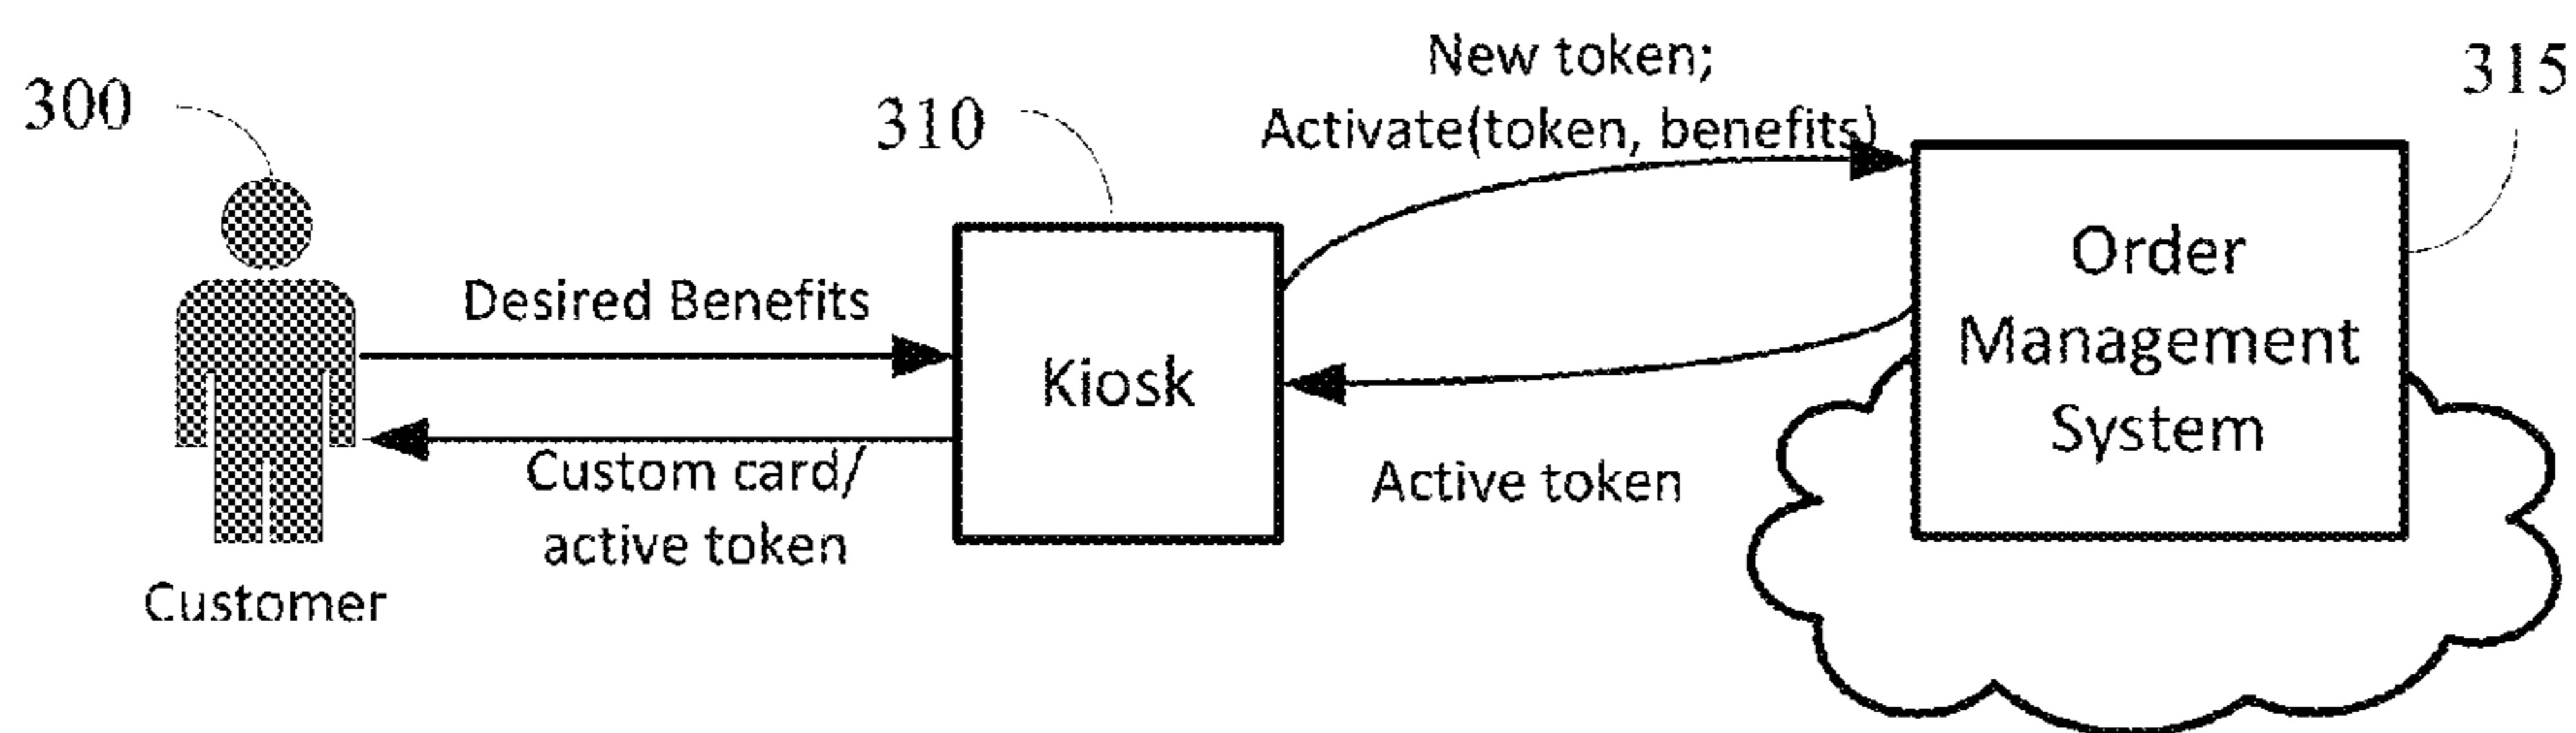 300
310
New token;
Activate(token, benefits)
315
Desired Benefits
Kiosk
Order
Management
System
Custom card/
active token
Active token
Customer